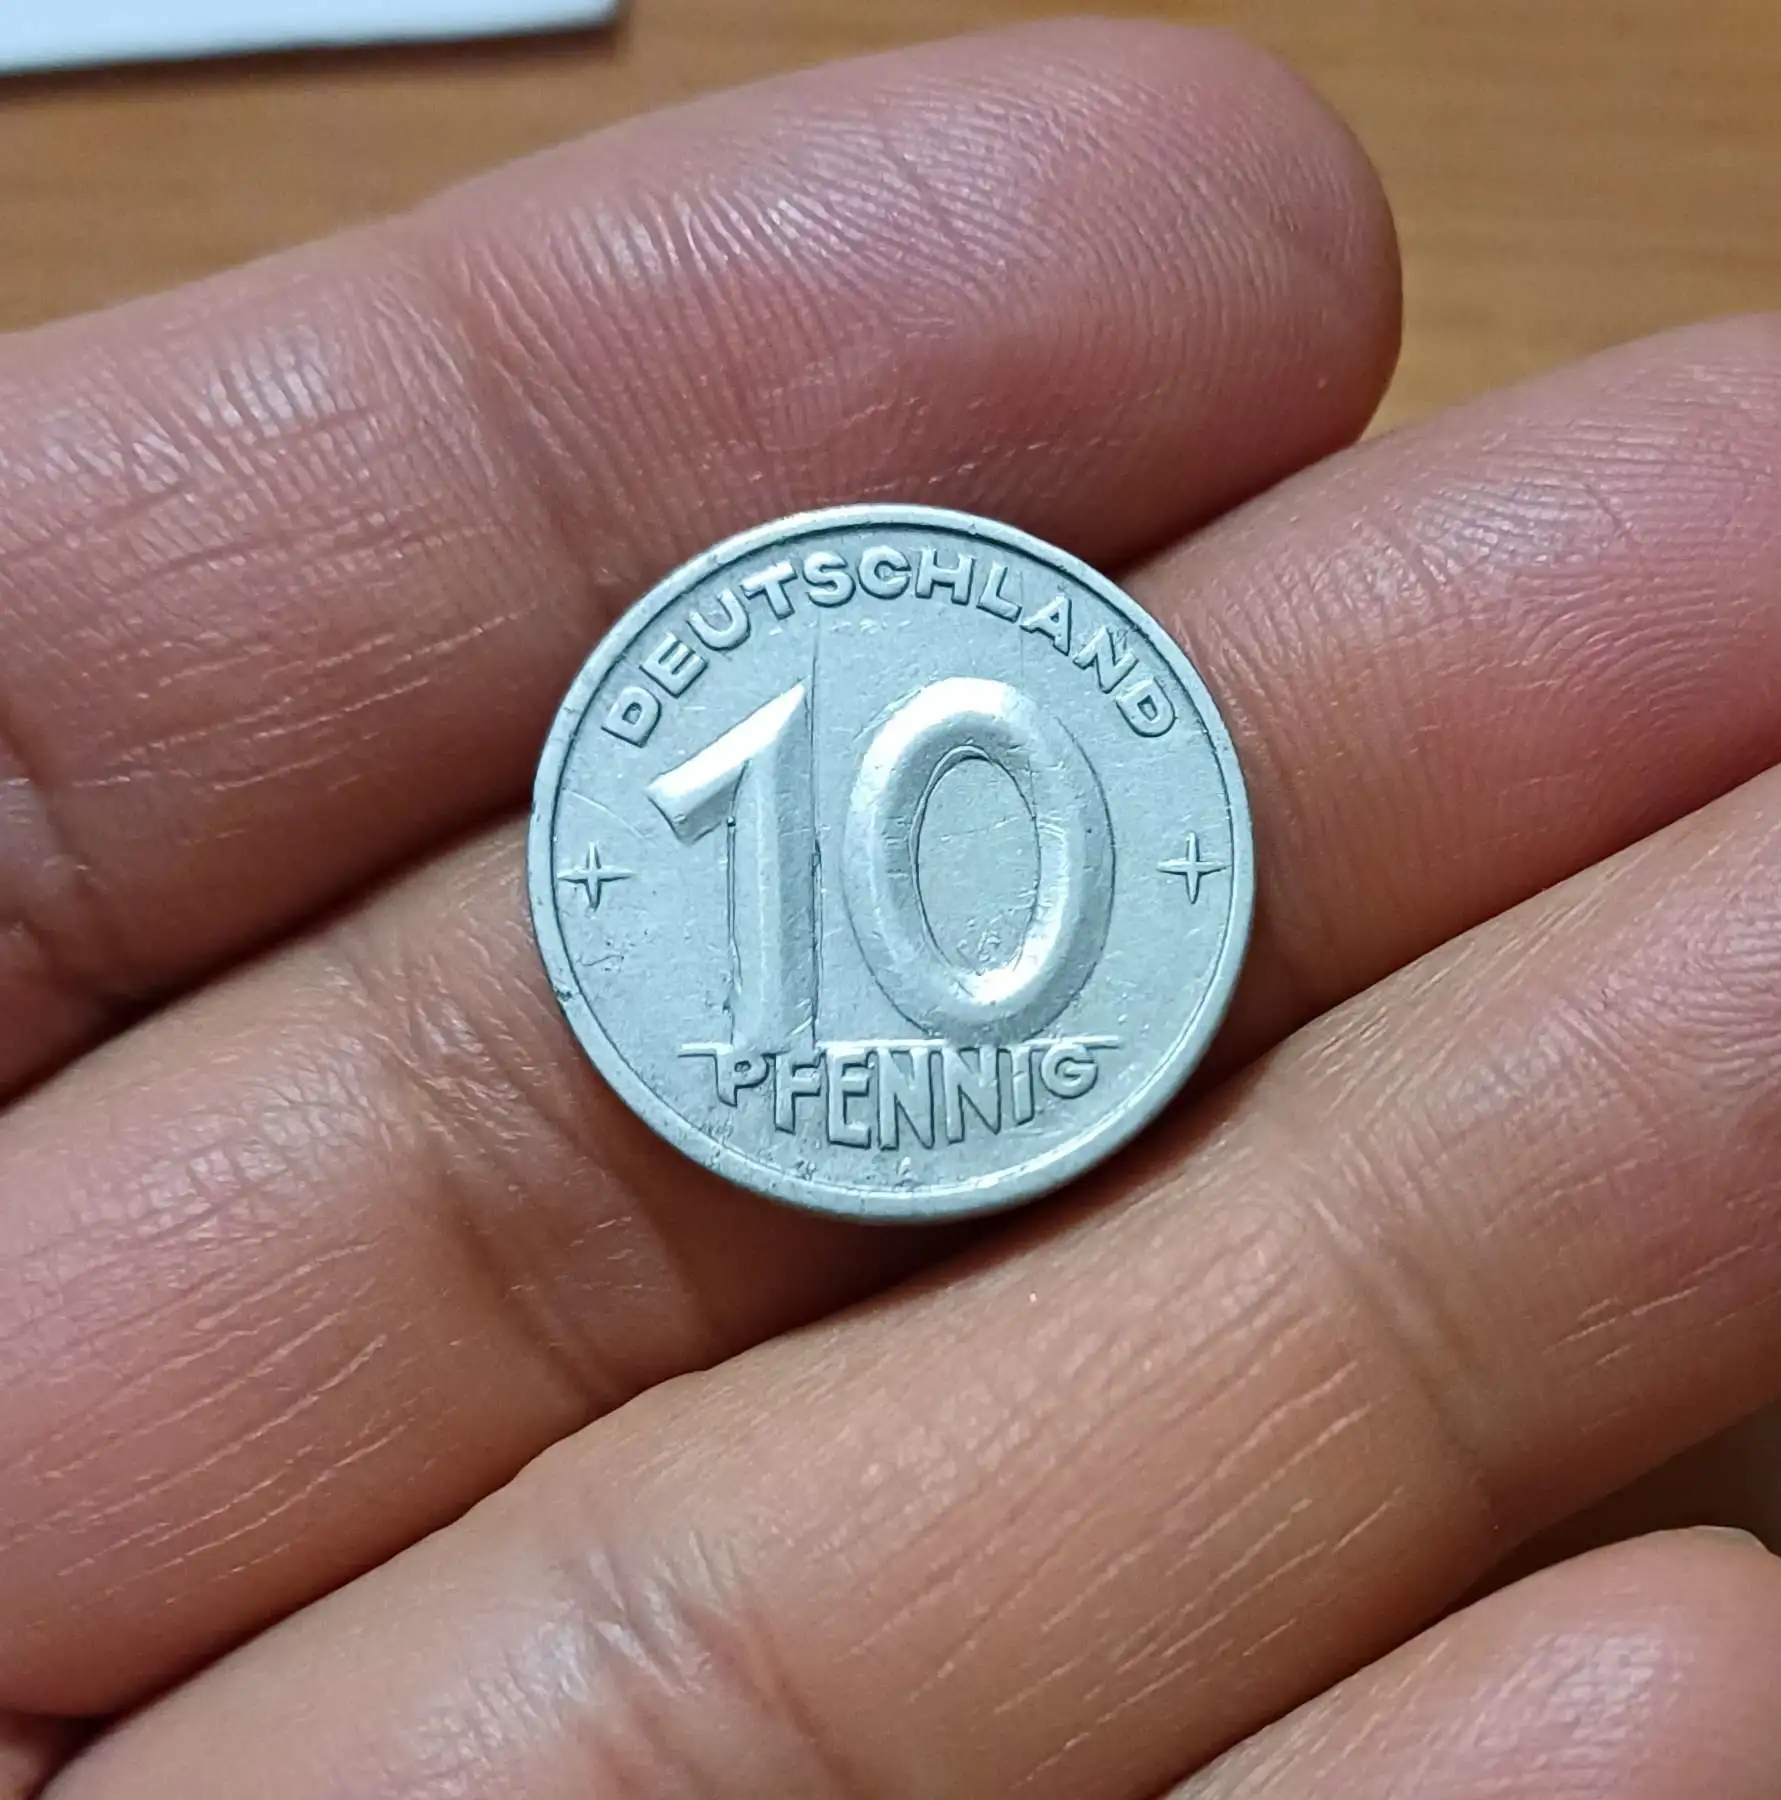 DEUTSCHLAND
10
PFENNIG
A